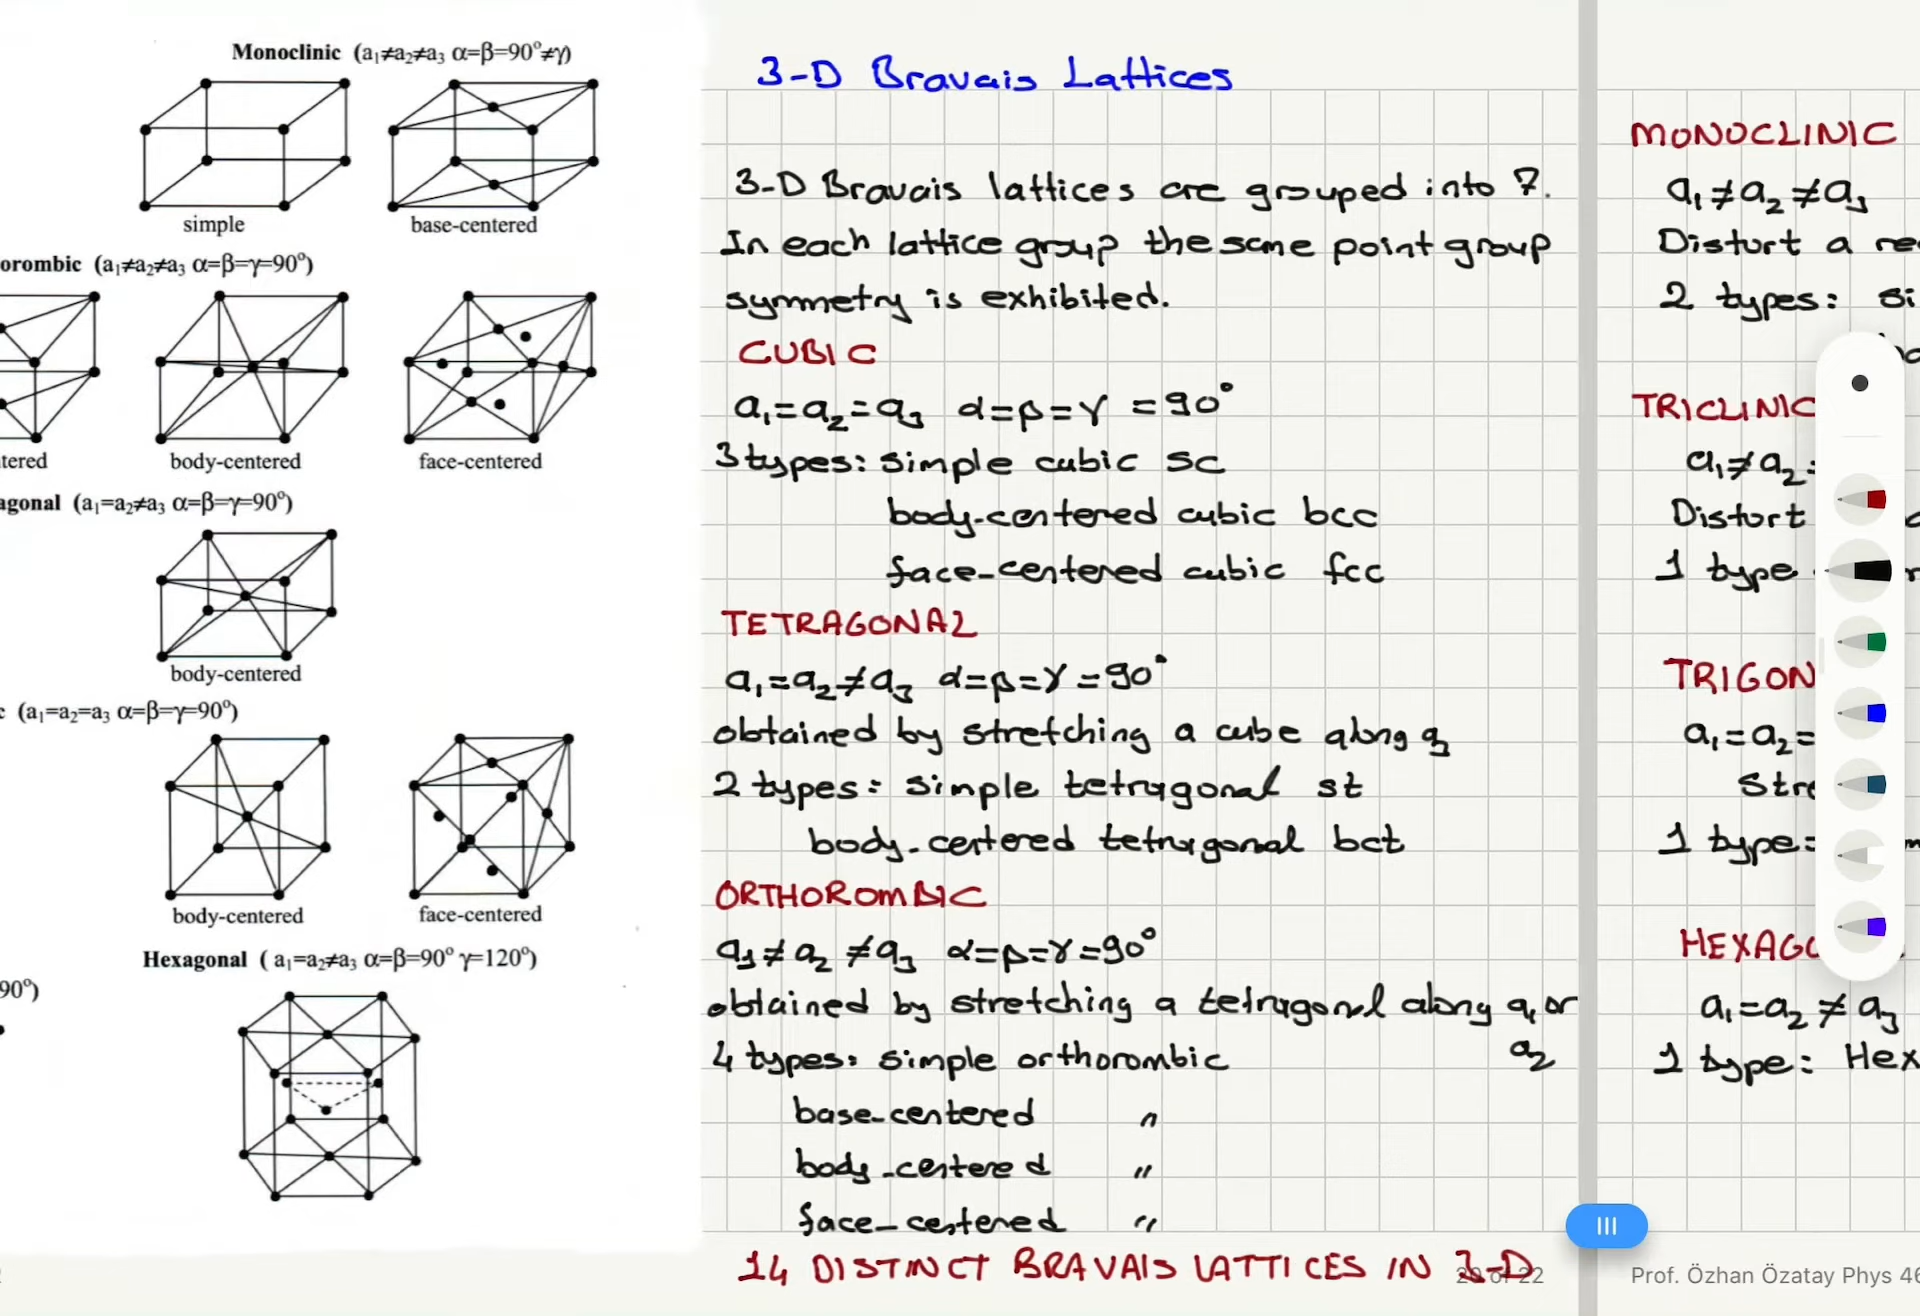 Monoclinic (a₁≠a₂≠a₃ α=β=90°≠γ)
simple
base-centered
orombic (a₁≠a₂≠a₃ α=β=γ=90°)
tered
body-centered
face-centered
agonal (a₁=a₂≠a₃ α=β=γ=90°)
body-centered
c (a₁=a₂=a₃ α=β=γ=90°)
body-centered
face-centered
Hexagonal ( a₁=a₂≠a₃ α=β=90° γ=120°)
90°)
3-D Bravais Lattices
3-D Bravais lattices are grouped into 7.
In each lattice group the same point group
symmetry is exhibited.
CUBIC
a₁=a₂=a₃ α=β=γ =90°
3 types: simple cubic sc
body-centered cubic bcc
face-centered cubic fcc
TETRAGONAL
a₁=a₂≠a₃ α=β=γ=90°
obtained by stretching a cube along a₃
2 types: simple tetragonal st
body-centered tetragonal bct
ORTHOROMBIC
a₁≠a₂≠a₃ α=β=γ=90°
obtained by stretching a tetragonal along a₁ or
a₂
4 types: simple orthorombic
base-centered "
body-centered "
face-centered "
14 DISTINCT BRAVAIS LATTICES IN 3-D
20 of 22
MONOCLINIC
a₁≠a₂≠a₃
Distort a re
2 types: si
TRICLINIC
a₁≠a₂
Distort
1 type
TRIGON
a₁=a₂=
Stre
1 type:
HEXAGO
a₁=a₂≠a₃
1 type: Hex
Prof. Özhan Özatay Phys 46